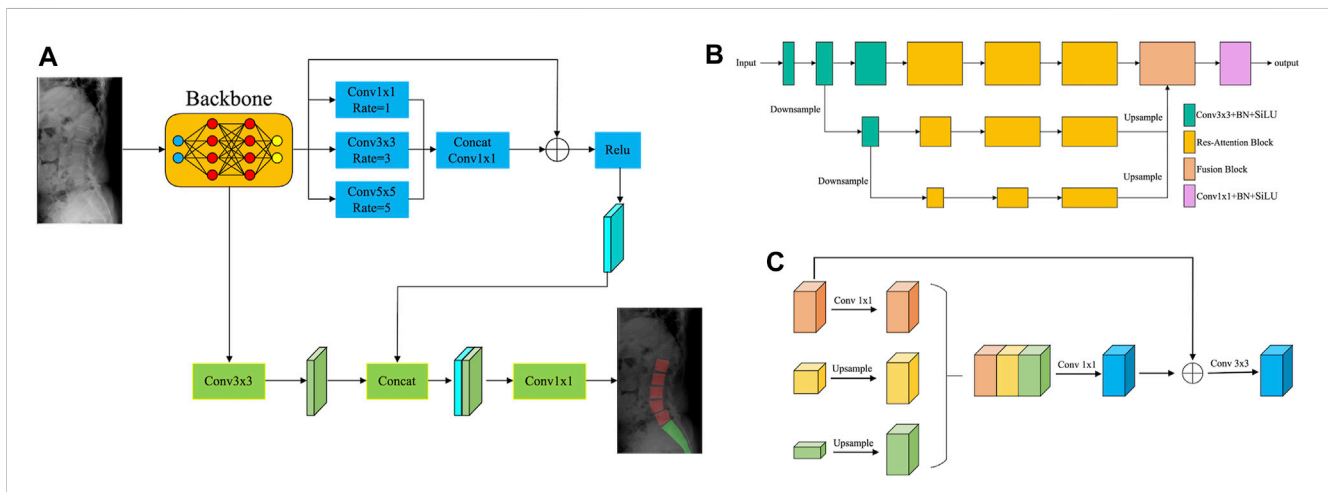 A
Backbone
Conv1x1
Rate=1
Conv3x3
Rate=3
Conv5x5
Rate=5
Concat
Conv1x1
Relu
Conv3x3
Concat
Conv1x1
B
Input
output
Downsample
Upsample
Downsample
Upsample
Conv3x3+BN+SiLU
Res-Attention Block
Fusion Block
Conv1x1+BN+SiLU
C
Conv 1x1
Upsample
Upsample
Conv 1x1
Conv 3x3